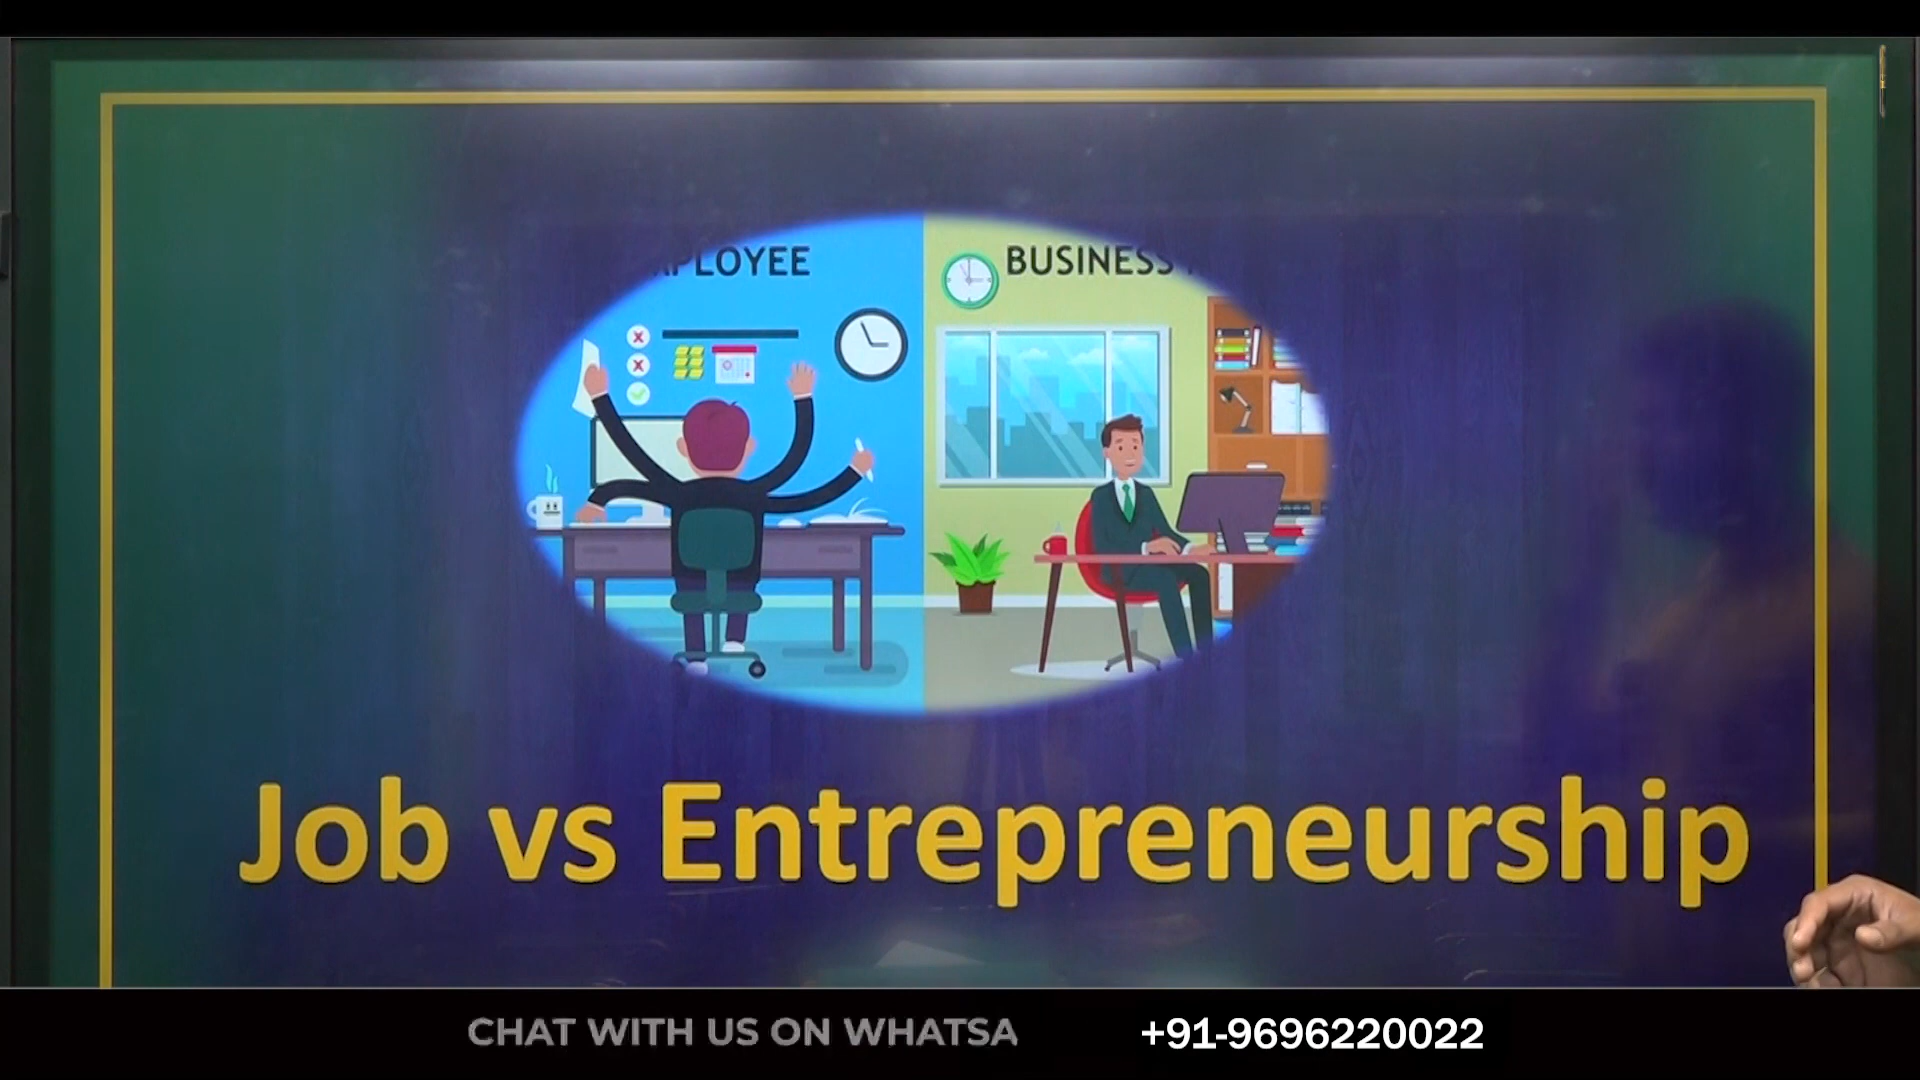 PLOYEE
BUSINESS
Job vs Entrepreneurship
CHAT WITH US ON WHATSA
+91-9696220022